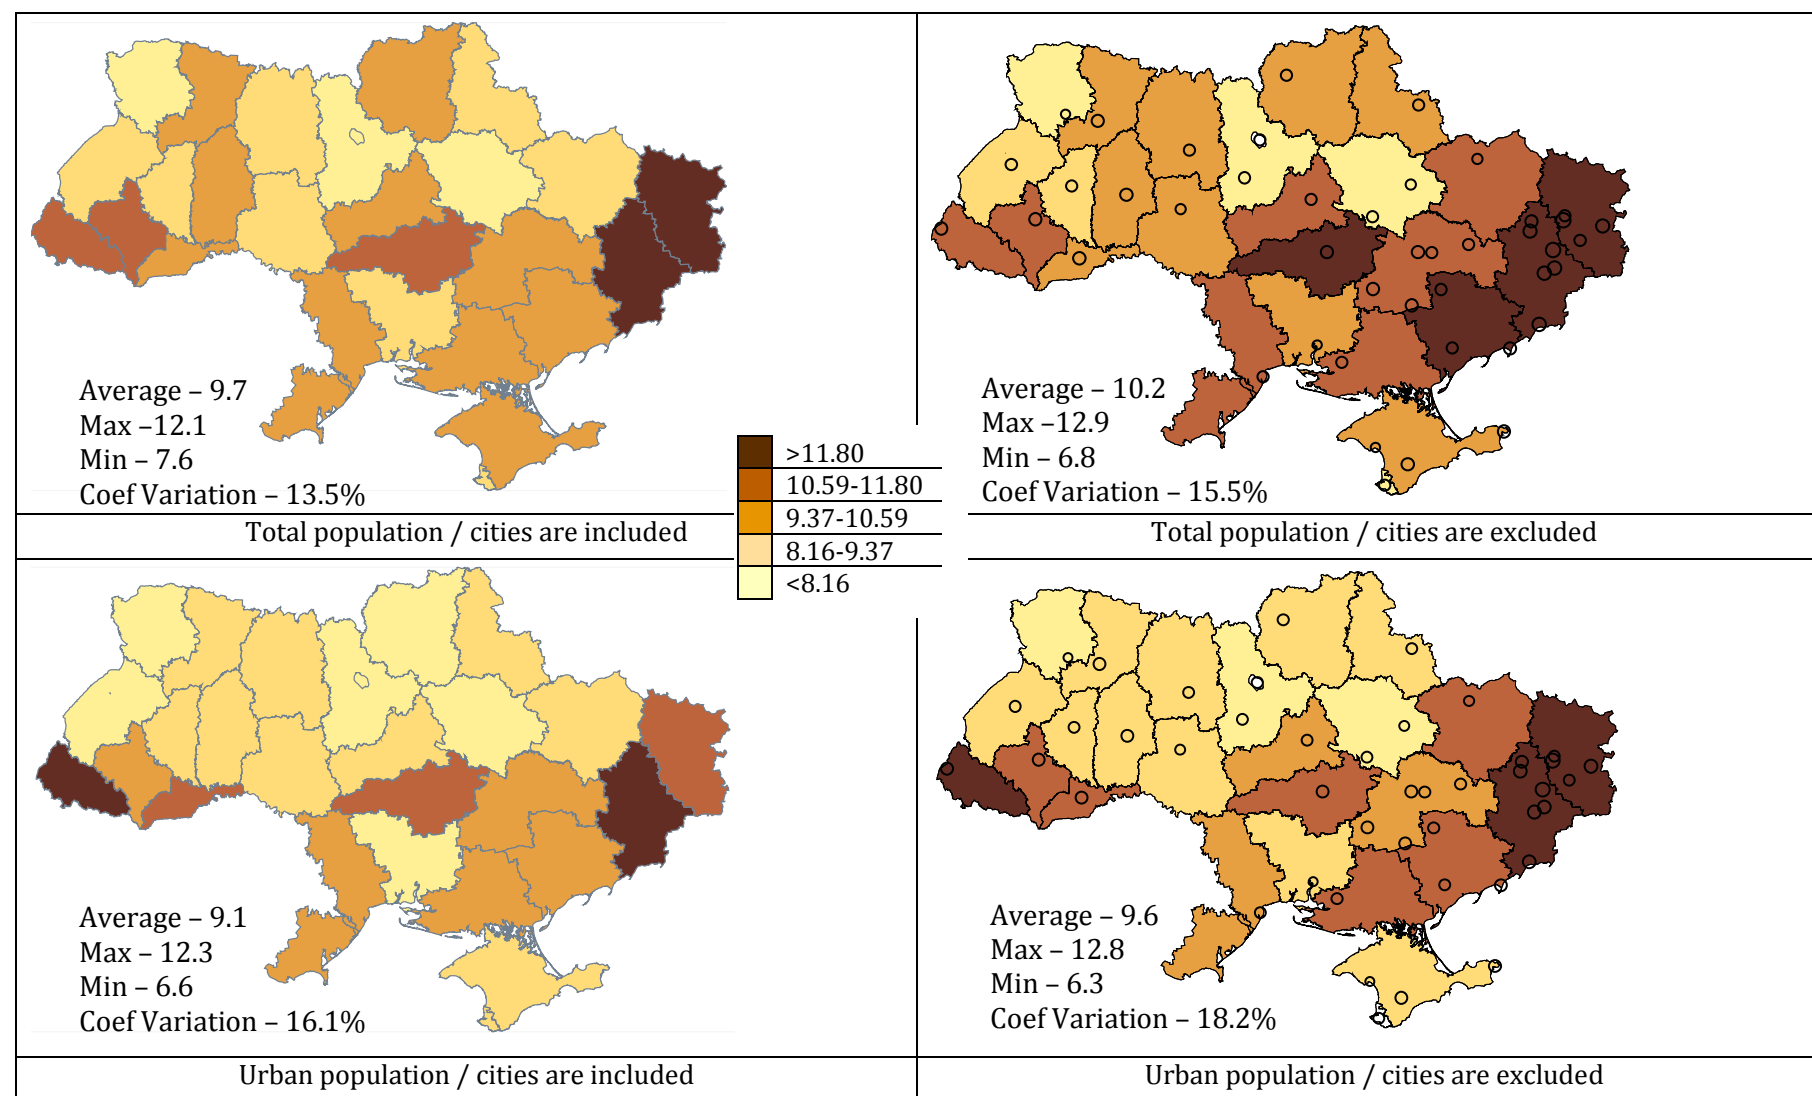 Average – 9.7
Max –12.1
Min – 7.6
Coef Variation – 13.5%
Total population / cities are included
Average – 10.2
Max –12.9
Min – 6.8
Coef Variation – 15.5%
Total population / cities are excluded
>11.80
10.59-11.80
9.37-10.59
8.16-9.37
<8.16
Average – 9.1
Max – 12.3
Min – 6.6
Coef Variation – 16.1%
Urban population / cities are included
Average – 9.6
Max – 12.8
Min – 6.3
Coef Variation – 18.2%
Urban population / cities are excluded